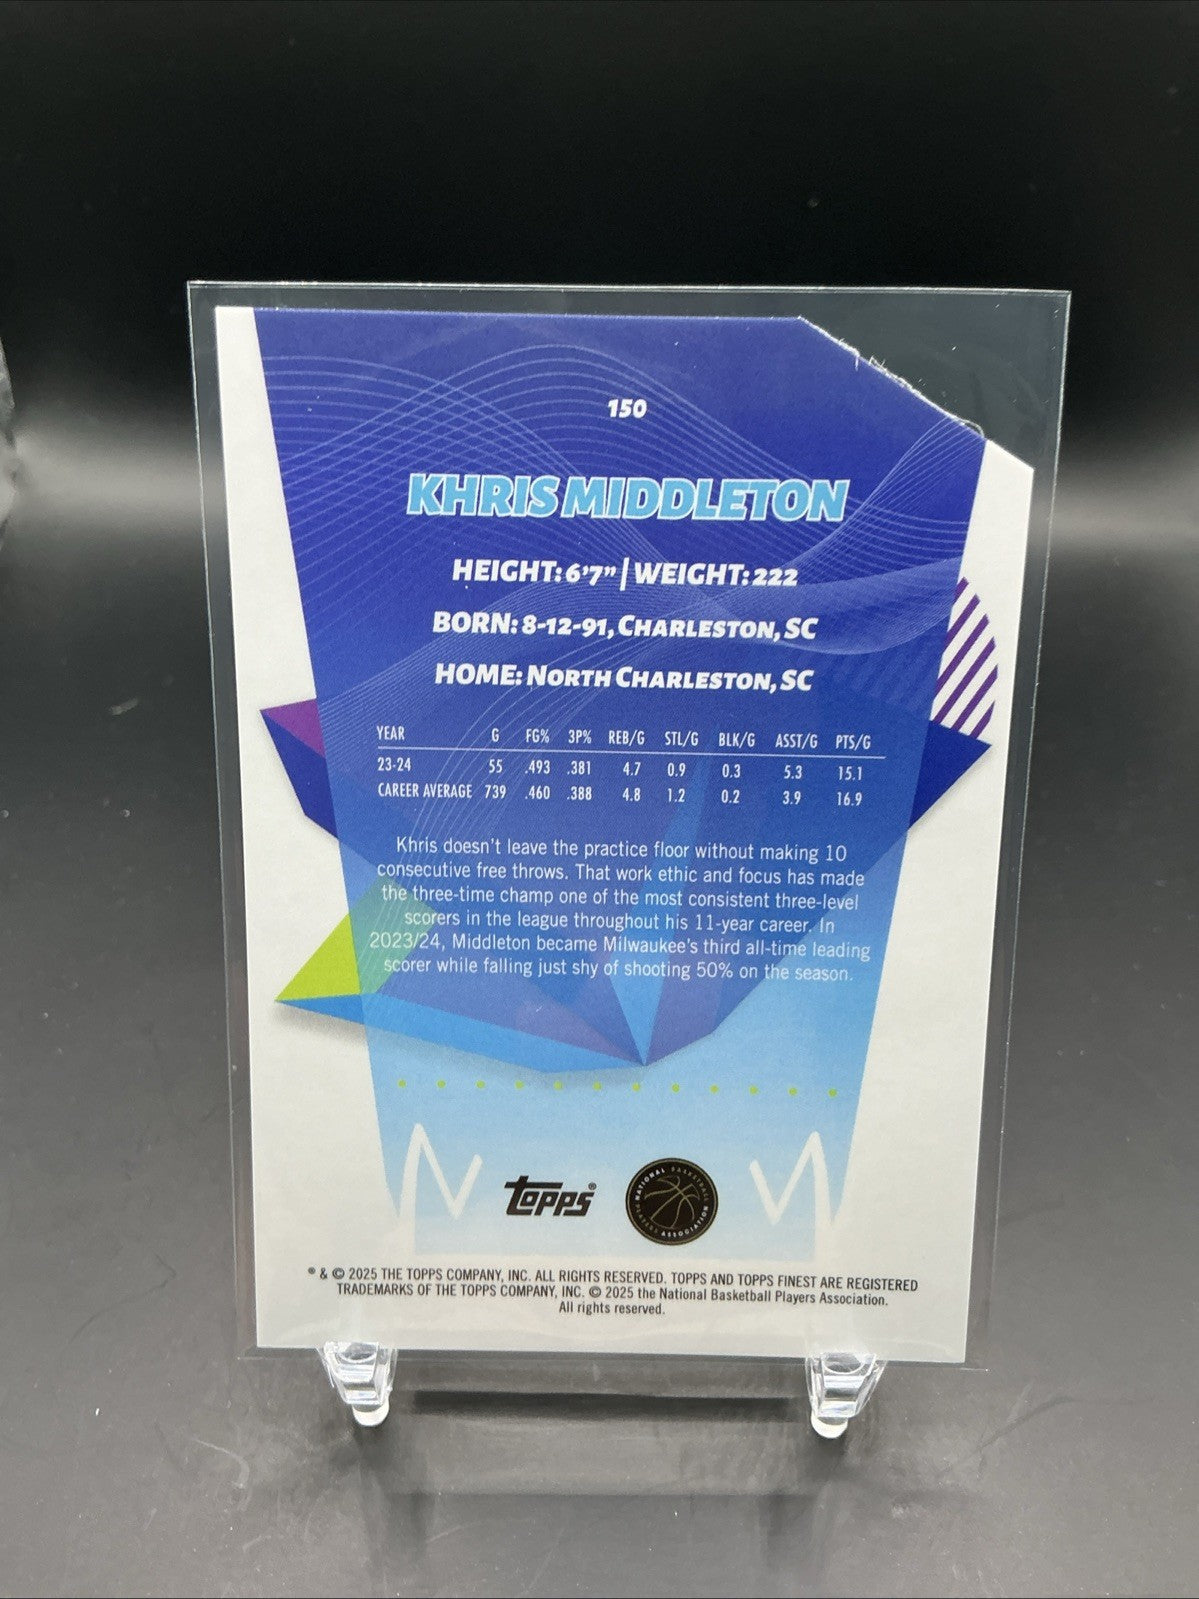 150
KHRIS MIDDLETON
HEIGHT: 6'7" | WEIGHT: 222
BORN: 8-12-91, CHARLESTON, SC
HOME: NORTH CHARLESTON, SC
YEAR G FG% 3P% REB/G STL/G BLK/G ASST/G PTS/G
23-24 55 .493 .381 4.7 0.9 0.3 5.3 15.1
CAREER AVERAGE 739 .460 .388 4.8 1.2 0.2 3.9 16.9
Khris doesn't leave the practice floor without making 10
consecutive free throws. That work ethic and focus has made
the three-time champ one of the most consistent three-level
scorers in the league throughout his 11-year career. In
2023/24, Middleton became Milwaukee's third all-time leading
scorer while falling just shy of shooting 50% on the season.
Topps®
NATIONAL BASKETBALL PLAYERS ASSOCIATION
® & © 2025 THE TOPPS COMPANY, INC. ALL RIGHTS RESERVED. TOPPS AND TOPPS FINEST ARE REGISTERED
TRADEMARKS OF THE TOPPS COMPANY, INC. © 2025 the National Basketball Players Association.
All rights reserved.